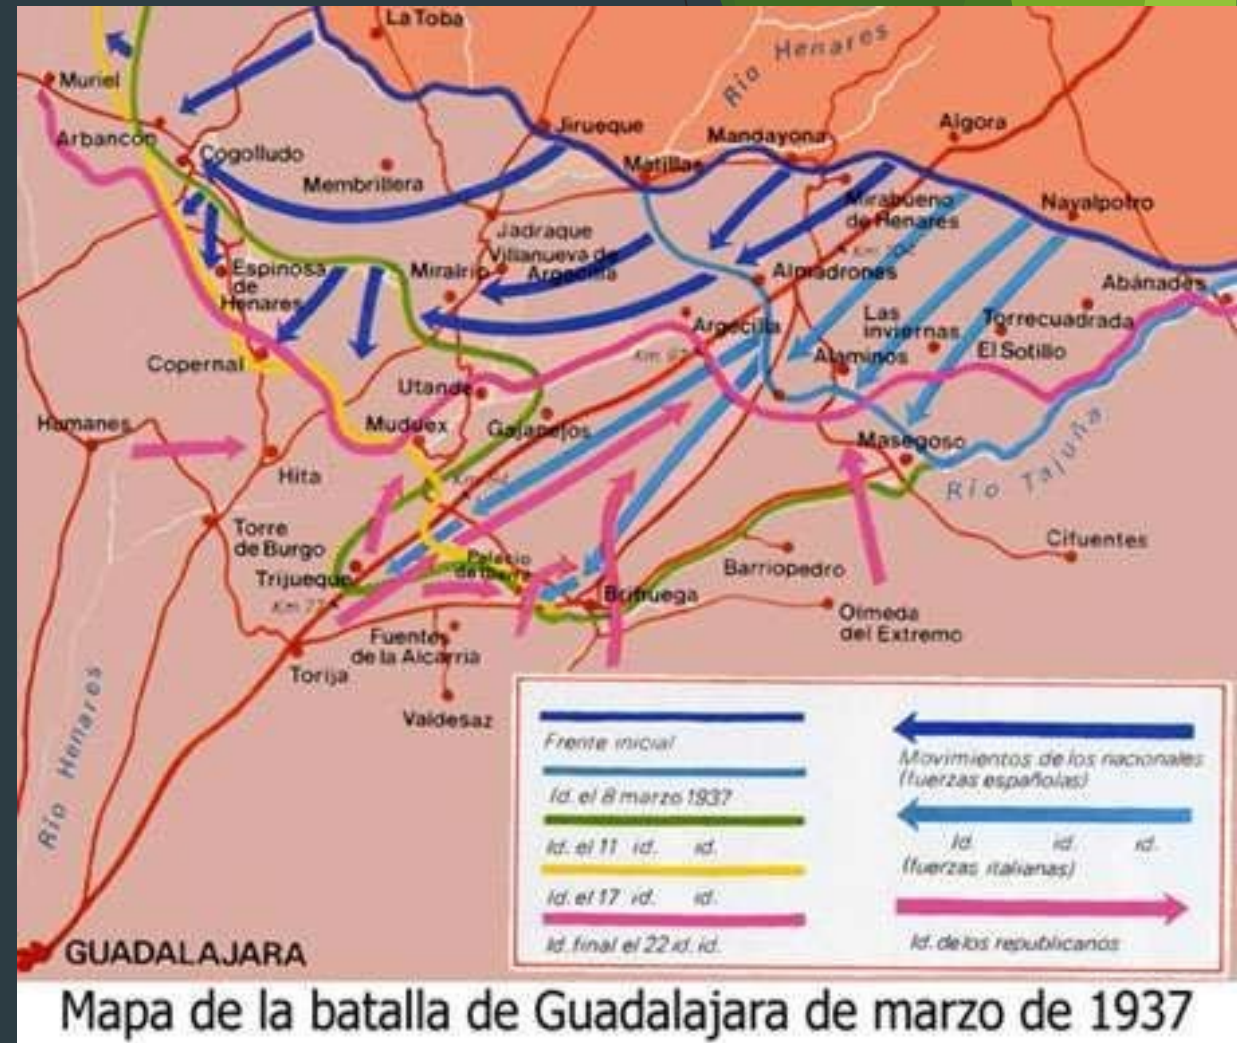 La Toba
Río Henares
Muriel
Arbancón
Cogolludo
Membrillera
Jirueque
Matillas
Mandayona
Algora
Mirabueno
de Henares
Navalpotro
Jadraque
Villanueva de
Argecilla
Miralrio
Espinosa
de
Henares
Almadrones
Abánades
Argecilla
Las
inviernas
Torrecuadrada
El Sotillo
Alaminos
Copernal
Utande
Humanes
Muduex
Gajanejos
Masegoso
Hita
Río Tajuña
Torre
de Burgo
Trijueque
Km. 77
Palacio
de Ibarra
Cifuentes
Barriopedro
Brihuega
Olmeda
del Extremo
Fuentes
de la Alcarria
Torija
Valdesaz
Río Henares
GUADALAJARA
Frente inicial
Id. el 8 marzo 1937
Id. el 11 id. id.
Id. el 17 id. id.
Id. final el 22 id. id.
Movimientos de los nacionales
(fuerzas españolas)
Id. id. id.
(fuerzas italianas)
Id. de los republicanos
Mapa de la batalla de Guadalajara de marzo de 1937